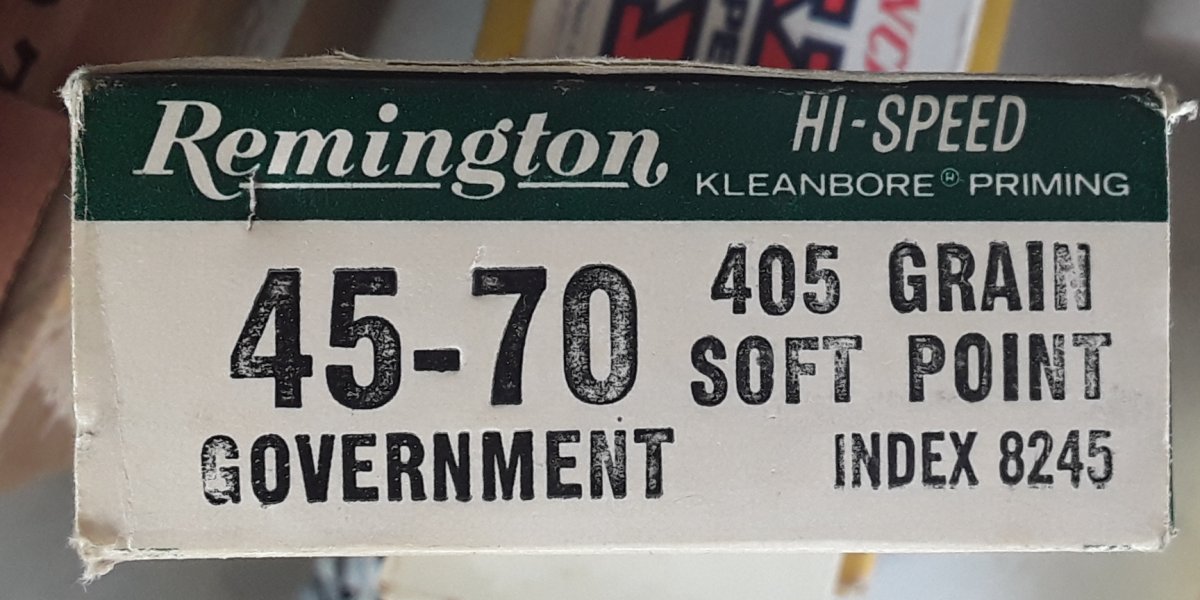 Remington HI-SPEED
KLEANBORE® PRIMING
45-70
GOVERNMENT
405 GRAIN
SOFT POINT
INDEX 8245